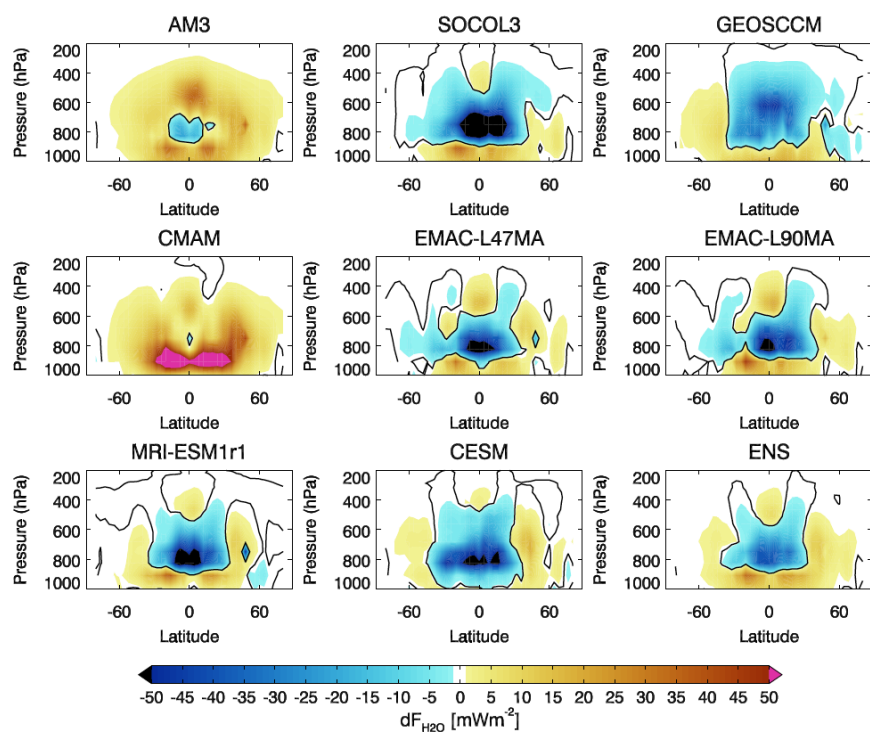 AM3 SOCOL3 GEOSCCM
Pressure (hPa) Pressure (hPa) Pressure (hPa)
200 200 200
400 400 400
600 600 600
800 800 800
1000 1000 1000
-60 0 60 -60 0 60 -60 0 60
Latitude Latitude Latitude
CMAM EMAC-L47MA EMAC-L90MA
Pressure (hPa) Pressure (hPa) Pressure (hPa)
200 200 200
400 400 400
600 600 600
800 800 800
1000 1000 1000
-60 0 60 -60 0 60 -60 0 60
Latitude Latitude Latitude
MRI-ESM1r1 CESM ENS
Pressure (hPa) Pressure (hPa) Pressure (hPa)
200 200 200
400 400 400
600 600 600
800 800 800
1000 1000 1000
-60 0 60 -60 0 60 -60 0 60
Latitude Latitude Latitude
-50 -45 -40 -35 -30 -25 -20 -15 -10 -5 0 5 10 15 20 25 30 35 40 45 50
dF_H2O [mWm⁻²]